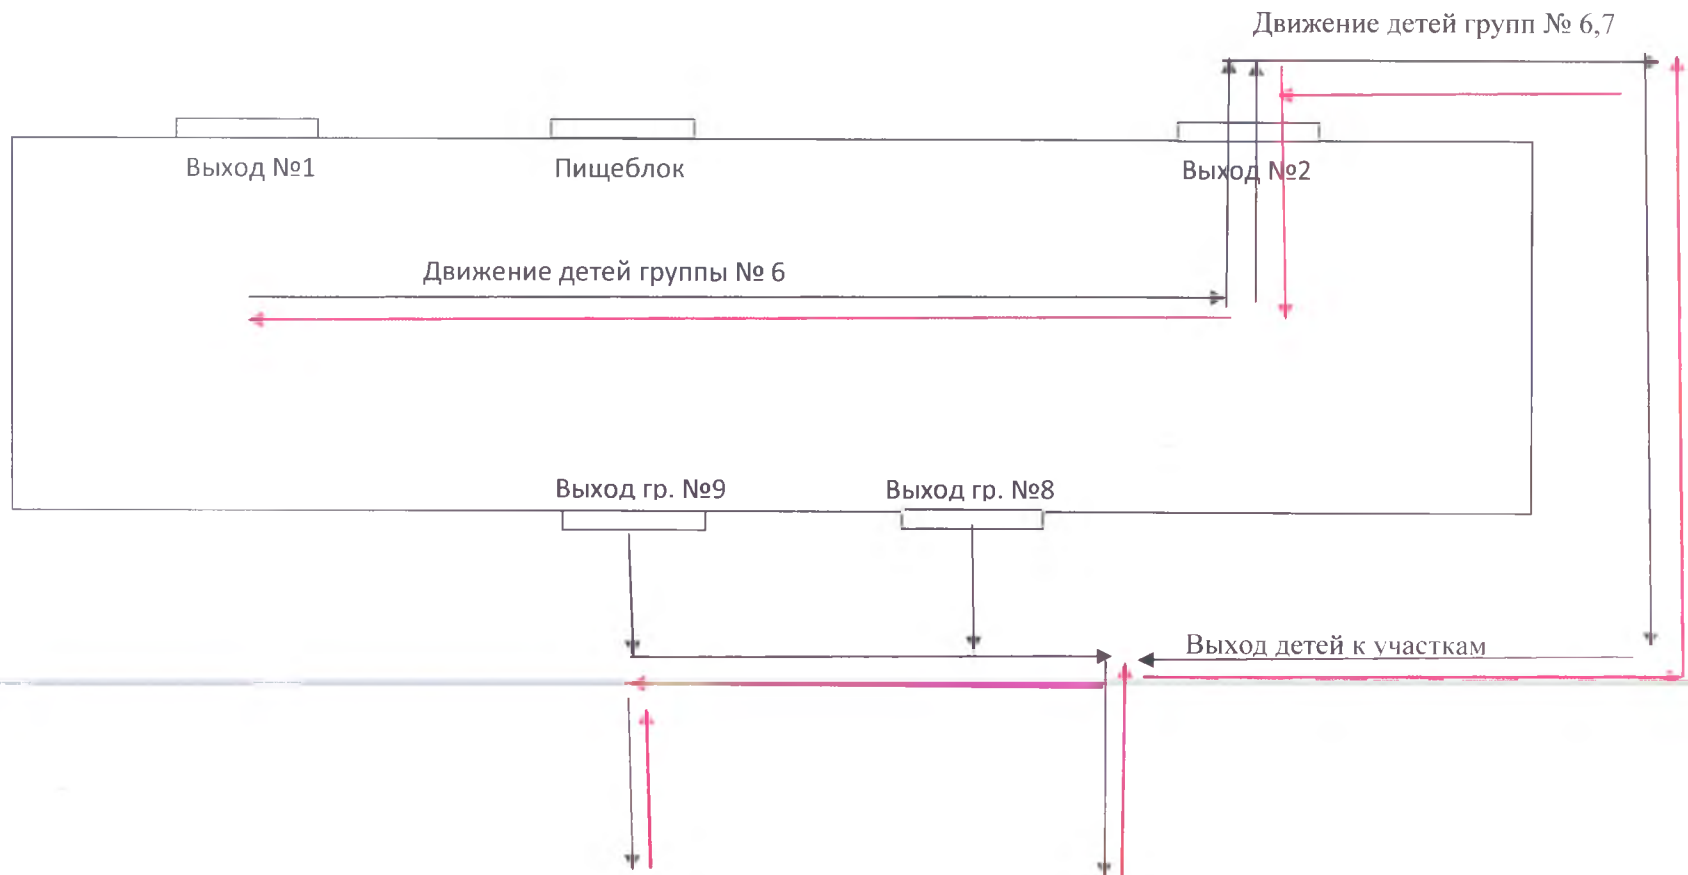 Движение детей групп № 6,7
Выход №1
Пищеблок
Выход №2
Движение детей группы № 6
Выход гр. №9
Выход гр. №8
Выход детей к участкам